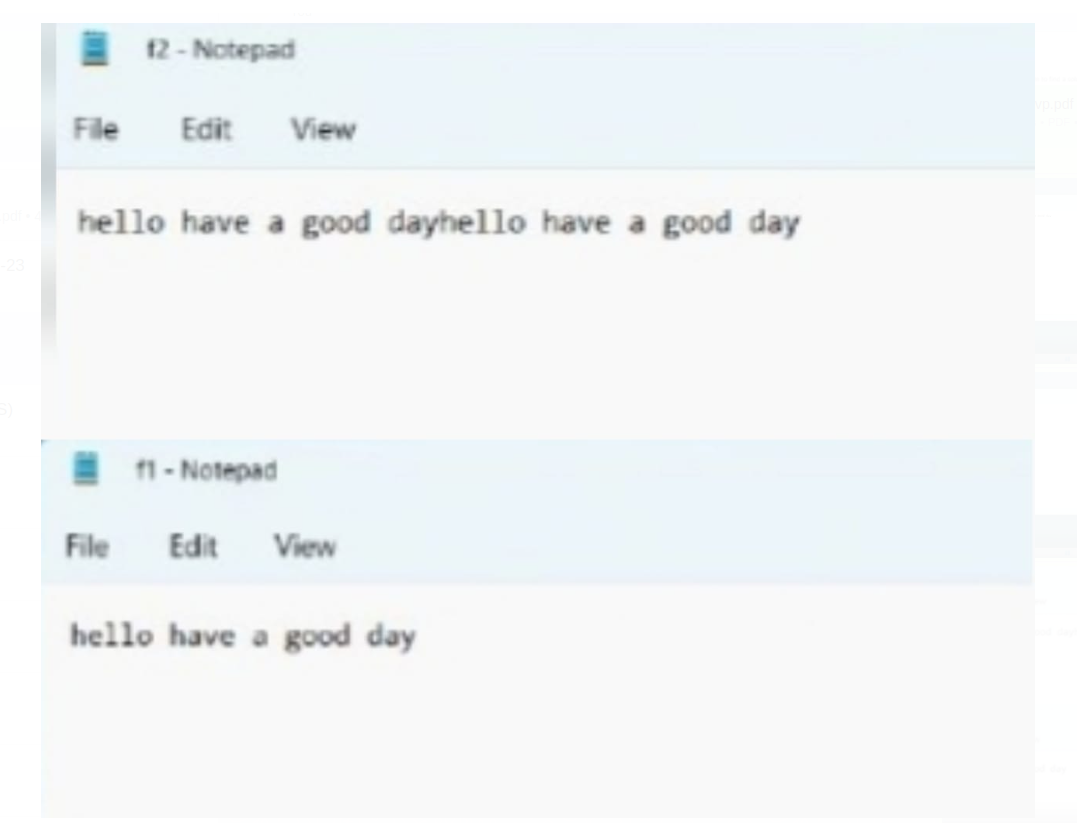 f2 - Notepad
File Edit View
hello have a good dayhello have a good day
f1 - Notepad
File Edit View
hello have a good day